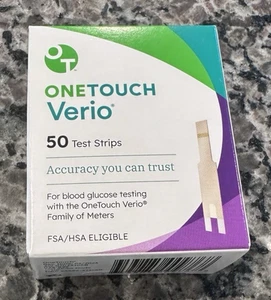 OT
ONETOUCH
Verio®
50 Test Strips
Accuracy you can trust
For blood glucose testing
with the OneTouch Verio®
Family of Meters
FSA/HSA ELIGIBLE